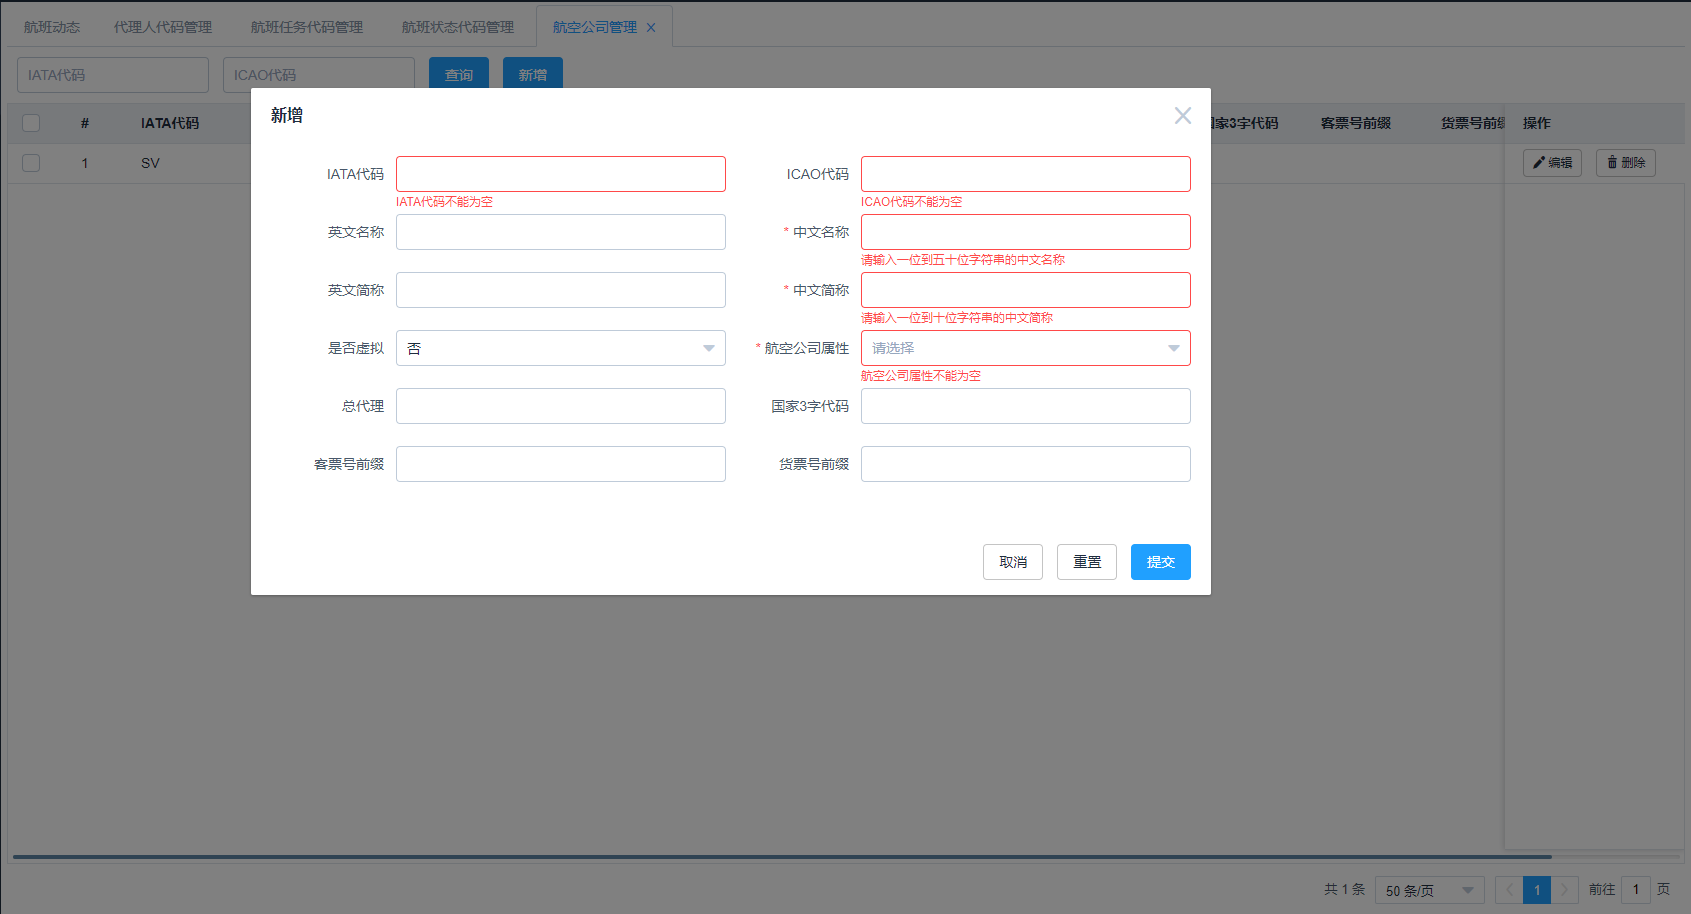 航班动态 代理人代码管理 航班任务代码管理 航班状态代码管理 航空公司管理
IATA代码 ICAO代码 查询 新增
# IATA代码 国家3字代码 客票号前缀 货票号前缀 操作
1 SV 编辑 删除
新增
IATA代码 ICAO代码
IATA代码不能为空 ICAO代码不能为空
英文名称 * 中文名称
请输入一位到五十位字符串的中文名称
英文简称 * 中文简称
请输入一位到十位字符串的中文简称
是否虚拟 否 * 航空公司属性 请选择
航空公司属性不能为空
总代理 国家3字代码
客票号前缀 货票号前缀
取消 重置 提交
共 1 条 50 条/页 1 前往 1 页